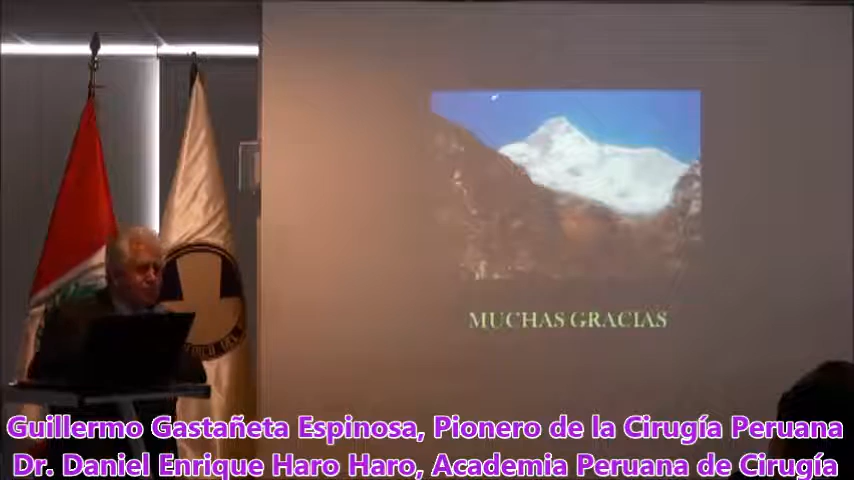 MUCHAS GRACIAS
Guillermo Gastañeta Espinosa, Pionero de la Cirugía Peruana
Dr. Daniel Enrique Haro Haro, Academia Peruana de Cirugía